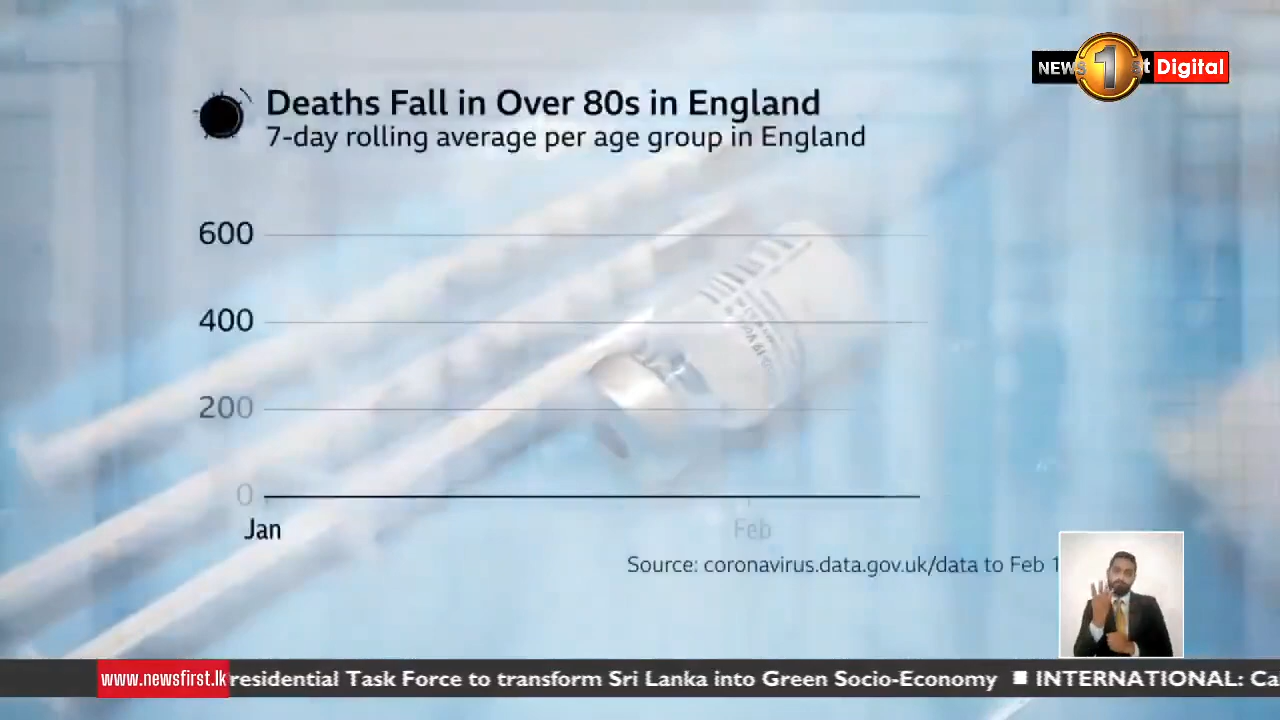 NEWS 1st Digital
Deaths Fall in Over 80s in England
7-day rolling average per age group in England
600
400
200
0
Jan Feb
Source: coronavirus.data.gov.uk/data to Feb 1
www.newsfirst.lk residential Task Force to transform Sri Lanka into Green Socio-Economy ■ INTERNATIONAL: Ca